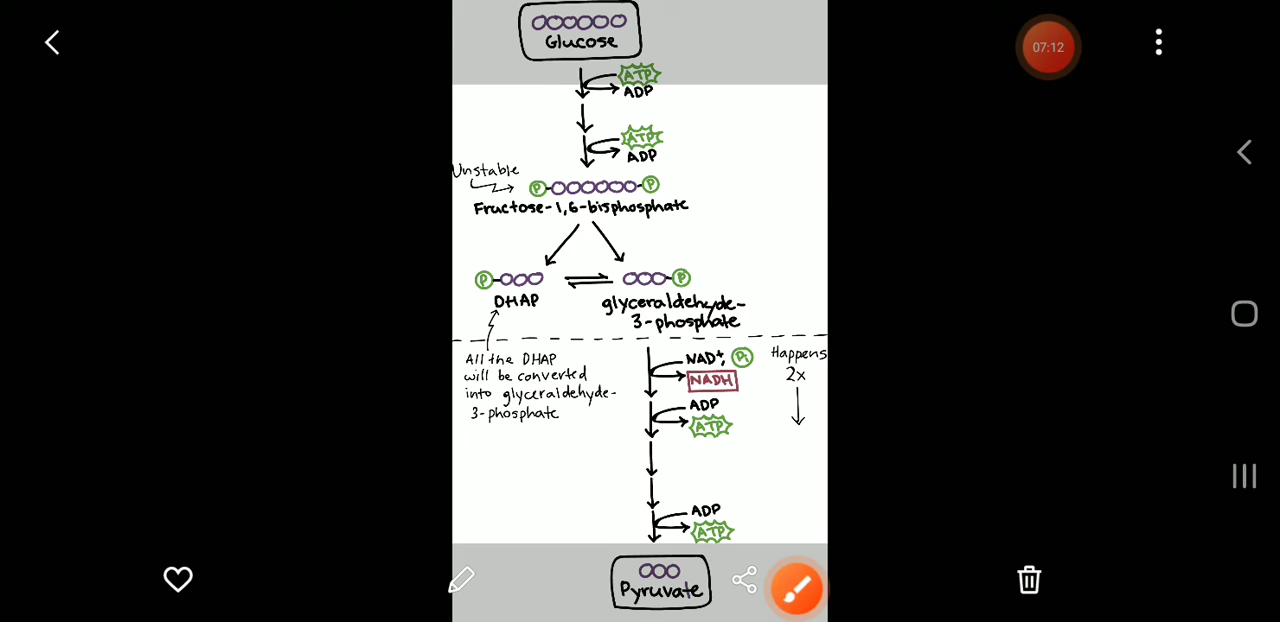 07:12
Glucose
ATP
ADP
ATP
ADP
Unstable
P P
Fructose-1,6-bisphosphate
P P
DHAP
glyceraldehyde-
3-phosphate
All the DHAP
will be converted
into glyceraldehyde-
3-phosphate
NAD+, Pi
NADH
Happens
2x
ADP
ATP
ADP
ATP
Pyruvate